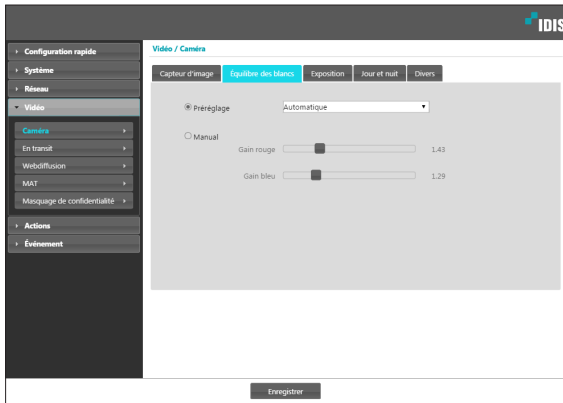 IDIS
Configuration rapide
Système
Réseau
Vidéo
Caméra
En transit
Webdiffusion
MAT
Masquage de confidentialité
Actions
Événement
Vidéo / Caméra
Capteur d'image
Équilibre des blancs
Exposition
Jour et nuit
Divers
Préréglage
Automatique
Manual
Gain rouge
1.43
Gain bleu
1.29
Enregistrer